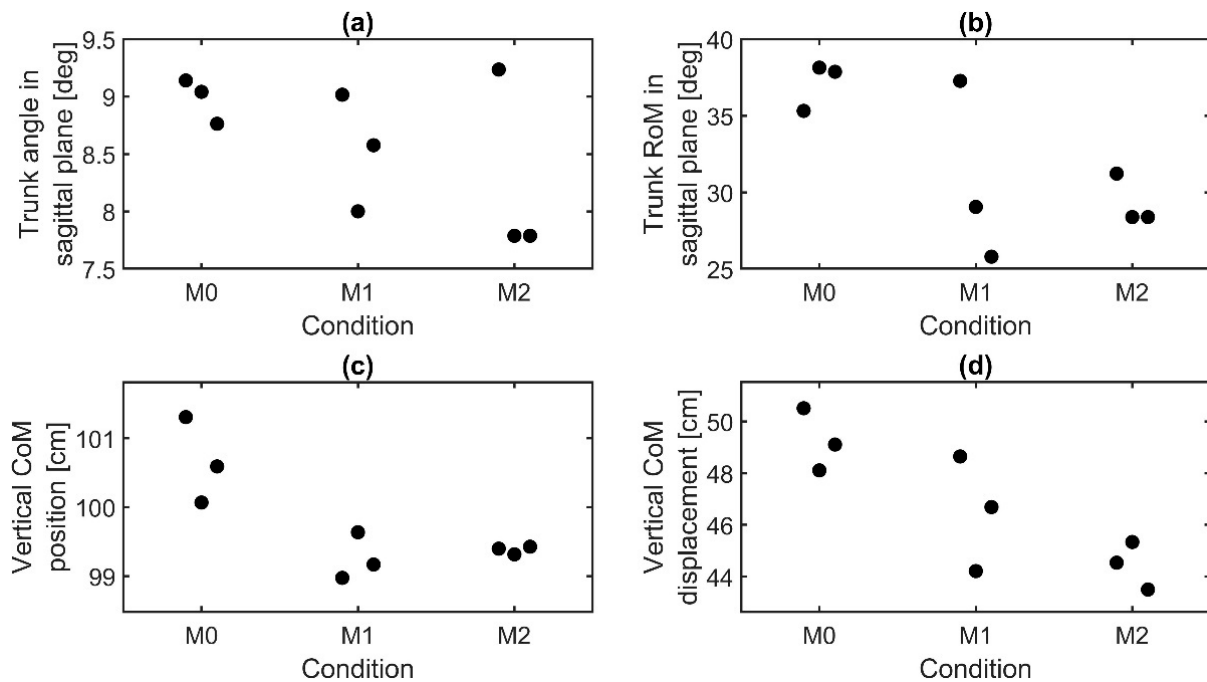 (a)
9.5
9
8.5
8
7.5
Trunk angle in
sagittal plane [deg]
M0 M1 M2
Condition
(b)
40
35
30
25
Trunk RoM in
sagittal plane [deg]
M0 M1 M2
Condition
(c)
101
100
99
Vertical CoM
position [cm]
M0 M1 M2
Condition
(d)
50
48
46
44
Vertical CoM
displacement [cm]
M0 M1 M2
Condition